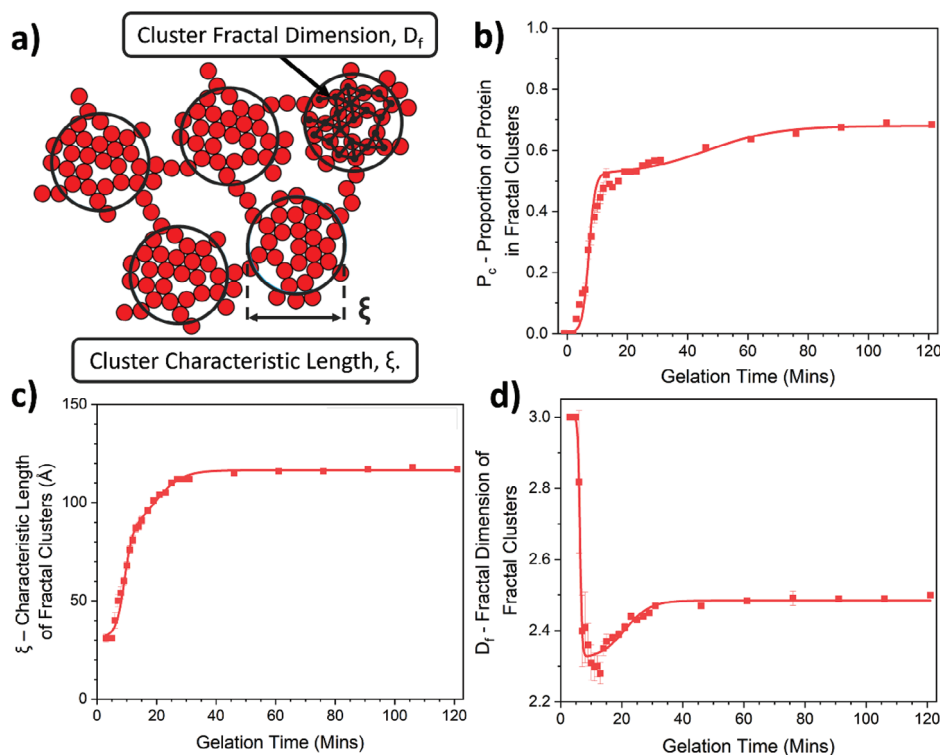 a)
Cluster Fractal Dimension, Df
ξ
Cluster Characteristic Length, ξ.
b)
Pc - Proportion of Protein
in Fractal Clusters
1.0
0.8
0.6
0.4
0.2
0.0
0 20 40 60 80 100 120
Gelation Time (Mins)
c)
ξ – Characteristic Length
of Fractal Clusters (Å)
150
100
50
0
0 20 40 60 80 100 120
Gelation Time (Mins)
d)
Df - Fractal Dimension of
Fractal Clusters
3.0
2.8
2.6
2.4
2.2
0 20 40 60 80 100 120
Gelation Time (Mins)